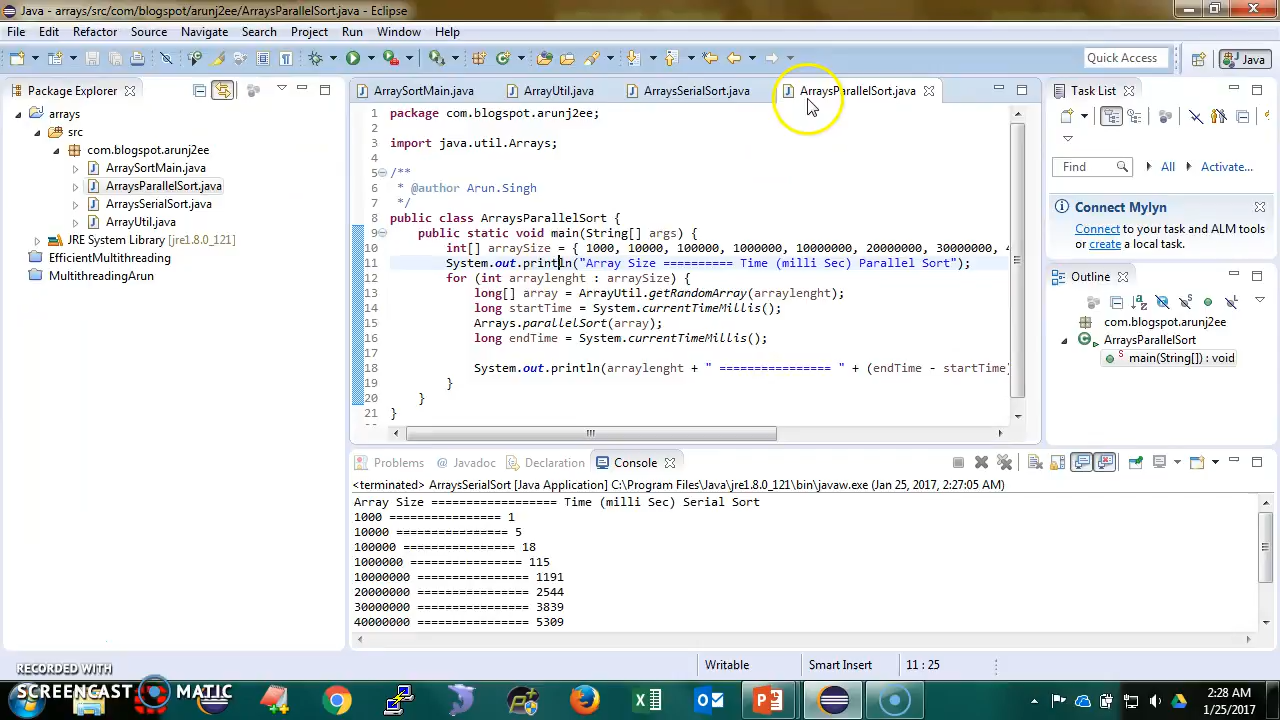 Java - arrays/src/com/blogspot/arunj2ee/ArraysParallelSort.java - Eclipse
File Edit Refactor Source Navigate Search Project Run Window Help
Quick Access Java
Package Explorer
arrays
src
com.blogspot.arunj2ee
ArraySortMain.java
ArraysParallelSort.java
ArraysSerialSort.java
ArrayUtil.java
JRE System Library [jre1.8.0_121]
EfficientMultithreading
MultithreadingArun
ArraySortMain.java ArrayUtil.java ArraysSerialSort.java ArraysParallelSort.java
1 package com.blogspot.arunj2ee;
2
3 import java.util.Arrays;
4
5 /**
6 * @author Arun.Singh
7 */
8 public class ArraysParallelSort {
9 public static void main(String[] args) {
10 int[] arraySize = { 1000, 10000, 100000, 1000000, 10000000, 20000000, 30000000, 4
11 System.out.println("Array Size ========== Time (milli Sec) Parallel Sort");
12 for (int arraylenght : arraySize) {
13 long[] array = ArrayUtil.getRandomArray(arraylenght);
14 long startTime = System.currentTimeMillis();
15 Arrays.parallelSort(array);
16 long endTime = System.currentTimeMillis();
17
18 System.out.println(arraylenght + " ================ " + (endTime - startTime)
19 }
20 }
21 }
Task List
Find All Activate...
Connect Mylyn
Connect to your task and ALM tools
or create a local task.
Outline
com.blogspot.arunj2ee
ArraysParallelSort
main(String[]) : void
Problems @ Javadoc Declaration Console
<terminated> ArraysSerialSort [Java Application] C:\Program Files\Java\jre1.8.0_121\bin\javaw.exe (Jan 25, 2017, 2:27:05 AM)
Array Size ================== Time (milli Sec) Serial Sort
1000 ================ 1
10000 ================ 5
100000 ================ 18
1000000 ================ 115
10000000 ================ 1191
20000000 ================ 2544
30000000 ================ 3839
40000000 ================ 5309
Writable Smart Insert 11 : 25
RECORDED WITH
SCREENCAST MATIC
2:28 AM
1/25/2017